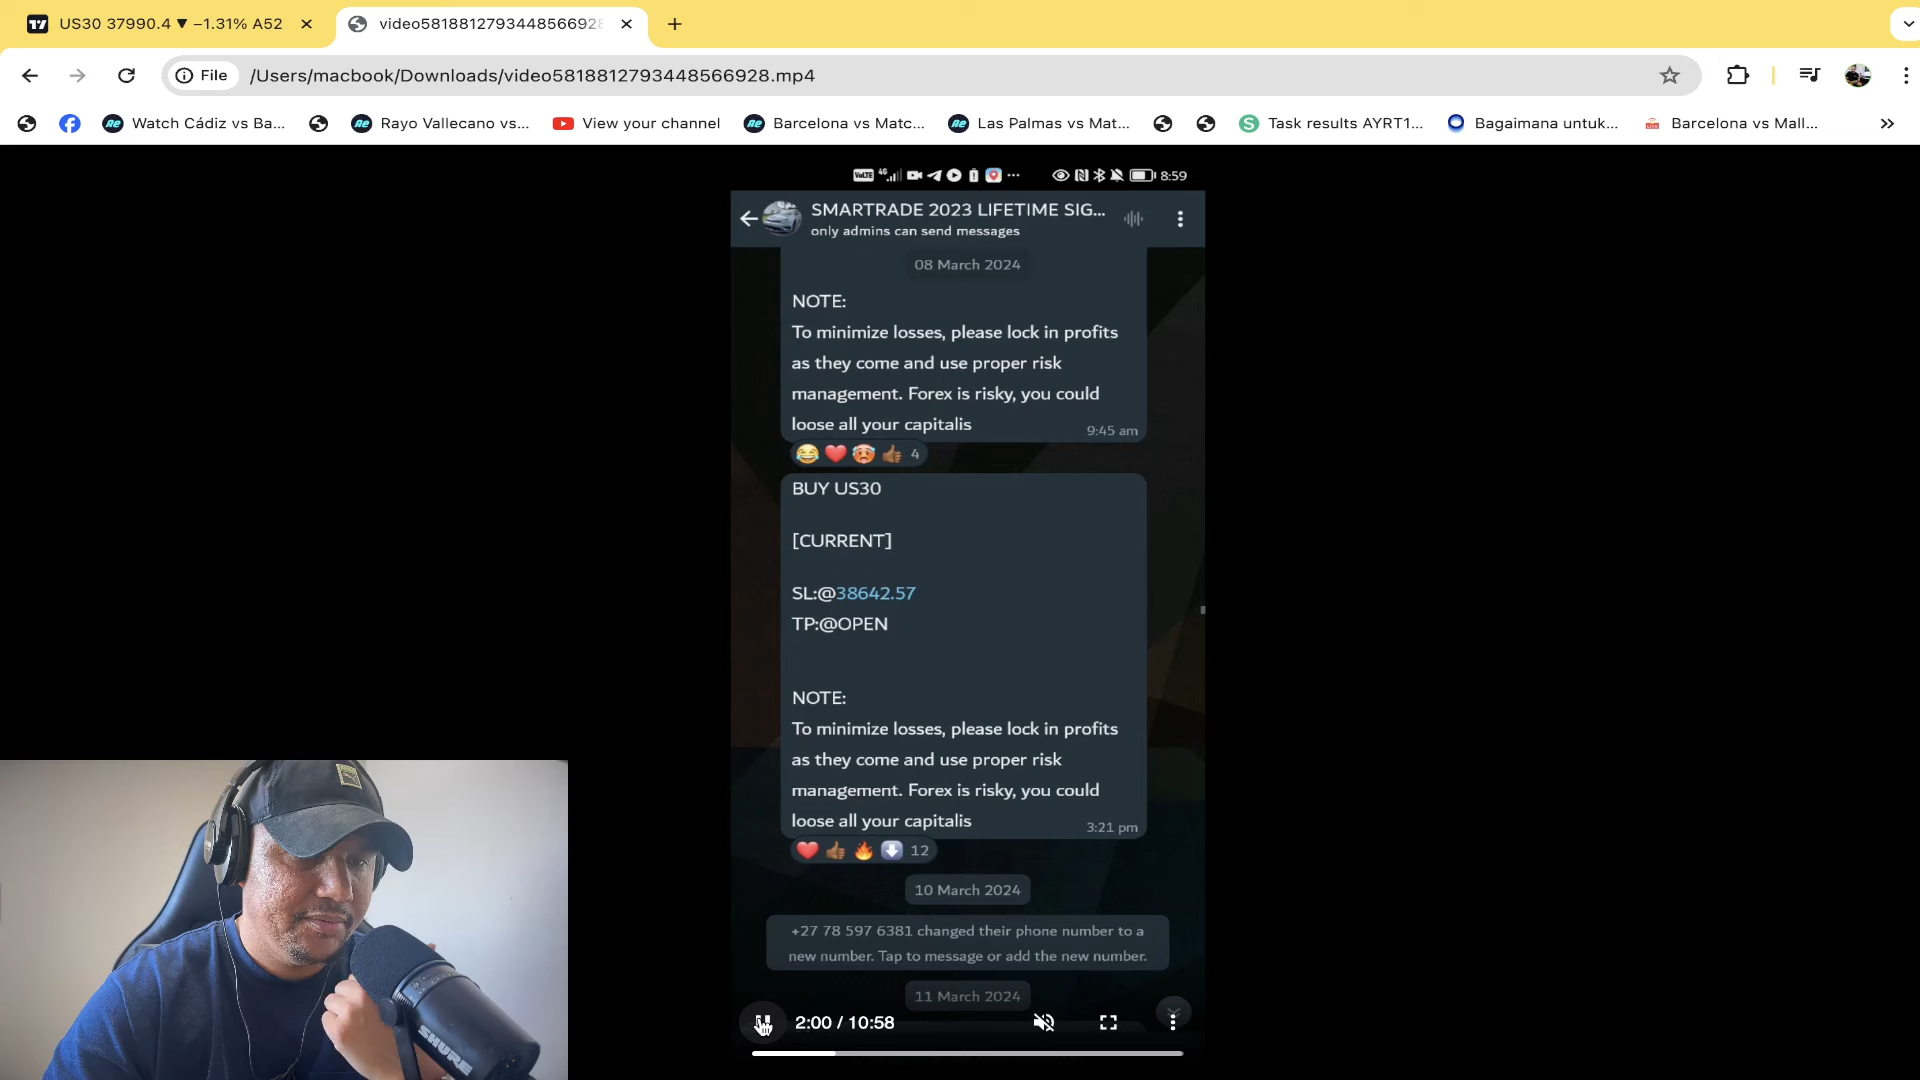 US30 37990.4 ▼ −1.31% A52
video5818812793448566928
File
/Users/macbook/Downloads/video5818812793448566928.mp4
Watch Cádiz vs Ba...
Rayo Vallecano vs...
View your channel
Barcelona vs Matc...
Las Palmas vs Mat...
Task results AYRT1...
Bagaimana untuk...
Barcelona vs Mall...
VoLTE 4G 8:59
SMARTRADE 2023 LIFETIME SIG...
only admins can send messages
08 March 2024
NOTE:
To minimize losses, please lock in profits
as they come and use proper risk
management. Forex is risky, you could
loose all your capitalis
9:45 am
4
BUY US30
[CURRENT]
SL:@38642.57
TP:@OPEN
NOTE:
To minimize losses, please lock in profits
as they come and use proper risk
management. Forex is risky, you could
loose all your capitalis
3:21 pm
12
10 March 2024
+27 78 597 6381 changed their phone number to a
new number. Tap to message or add the new number.
11 March 2024
2:00 / 10:58
SHURE